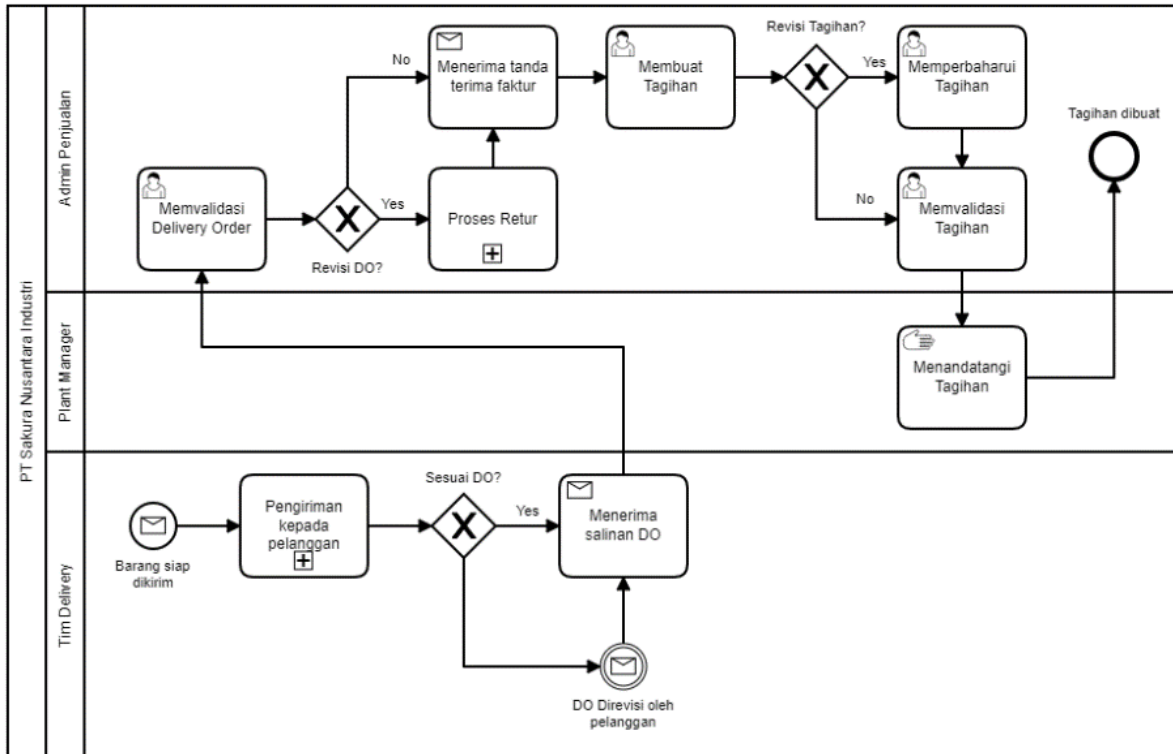 PT Sakura Nusantara Industri
Admin Penjualan
Revisi Tagihan?
No
Menerima tanda
terima faktur
Membuat
Tagihan
Yes
Memperbaharui
Tagihan
Tagihan dibuat
Memvalidasi
Delivery Order
Yes
Revisi DO?
Proses Retur
No
Memvalidasi
Tagihan
Plant Manager
Menandatangi
Tagihan
Tim Delivery
Barang siap
dikirim
Pengiriman
kepada
pelanggan
Sesuai DO?
Yes
Menerima
salinan DO
DO Direvisi oleh
pelanggan